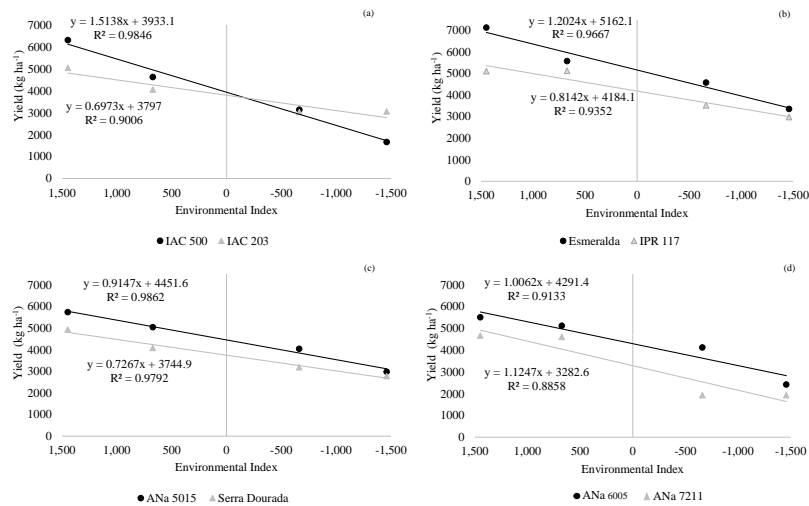 (a)
y = 1.5138x + 3933.1
R² = 0.9846
y = 0.6973x + 3797
R² = 0.9006
Yield (kg ha⁻¹)
7000
6000
5000
4000
3000
2000
1000
0
1,500 1,000 500 0 -500 -1,000 -1,500
Environmental Index
IAC 500 IAC 203
(b)
y = 1.2024x + 5162.1
R² = 0.9667
y = 0.8142x + 4184.1
R² = 0.9352
Yield (kg ha⁻¹)
7000
6000
5000
4000
3000
2000
1000
0
1,500 1,000 500 0 -500 -1,000 -1,500
Environmental Index
Esmeralda IPR 117
(c)
y = 0.9147x + 4451.6
R² = 0.9862
y = 0.7267x + 3744.9
R² = 0.9792
Yield (kg ha⁻¹)
7000
6000
5000
4000
3000
2000
1000
0
1,500 1,000 500 0 -500 -1,000 -1,500
Environmental Index
ANa 5015 Serra Dourada
(d)
y = 1.0062x + 4291.4
R² = 0.9133
y = 1.1247x + 3282.6
R² = 0.8858
Yield (kg ha⁻¹)
7000
6000
5000
4000
3000
2000
1000
0
1,500 1,000 500 0 -500 -1,000 -1,500
Environmental Index
ANa 6005 ANa 7211